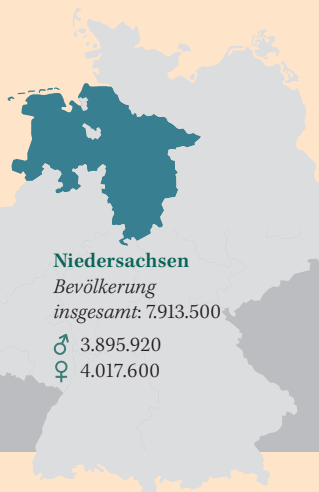 Niedersachsen
Bevölkerung
insgesamt: 7.913.500
♂ 3.895.920
♀ 4.017.600